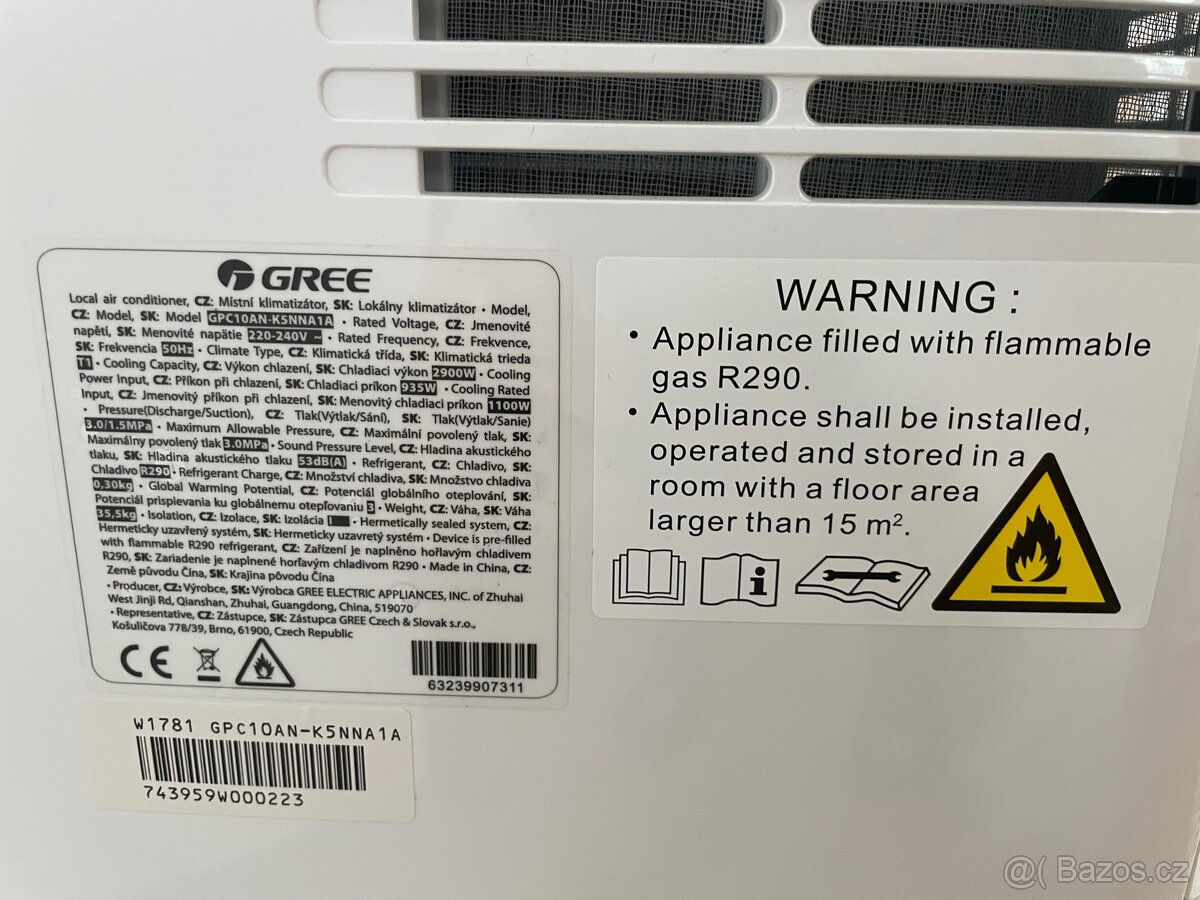 GREE
Local air conditioner, CZ: Místní klimatizátor, SK: Lokálny klimatizátor • Model,
CZ: Model, SK: Model GPC10AN-K5NNA1A • Rated Voltage, CZ: Jmenovité
napětí, SK: Menovité napätie 220-240V ~ • Rated Frequency, CZ: Frekvence,
SK: Frekvencia 50Hz • Climate Type, CZ: Klimatická třída, SK: Klimatická trieda
T1 • Cooling Capacity, CZ: Výkon chlazení, SK: Chladiaci výkon 2900W • Cooling
Power Input, CZ: Příkon při chlazení, SK: Chladiaci príkon 935W • Cooling Rated
Input, CZ: Jmenovitý příkon při chlazení, SK: Menovitý chladiaci príkon 1100W
• Pressure(Discharge/Suction), CZ: Tlak(Výtlak/Sání), SK: Tlak(Výtlak/Sanie)
3.0/1.5MPa • Maximum Allowable Pressure, CZ: Maximální povolený tlak, SK:
Maximálny povolený tlak 3.0MPa • Sound Pressure Level, CZ: Hladina akustického
tlaku, SK: Hladina akustického tlaku 53dB(A) • Refrigerant, CZ: Chladivo, SK:
Chladivo R290 • Refrigerant Charge, CZ: Množství chladiva, SK: Množstvo chladiva
0,30kg • Global Warming Potential, CZ: Potenciál globálního oteplování, SK:
Potenciál prispievania ku globálnemu otepľovaniu 3 • Weight, CZ: Váha, SK: Váha
35,5kg • Isolation, CZ: Izolace, SK: Izolácia I • Hermetically sealed system, CZ:
Hermeticky uzavřený systém, SK: Hermeticky uzavretý systém • Device is pre-filled
with flammable R290 refrigerant, CZ: Zařízení je naplněno hořlavým chladivem
R290, SK: Zariadenie je naplnené horľavým chladivom R290 • Made in China, CZ:
Země původu Čína, SK: Krajina pôvodu Čína
• Producer, CZ: Výrobce, SK: Výrobca GREE ELECTRIC APPLIANCES, INC. of Zhuhai
West Jinji Rd, Qianshan, Zhuhai, Guangdong, China, 519070
• Representative, CZ: Zástupce, SK: Zástupca GREE Czech & Slovak s.r.o.,
Košuličova 778/39, Brno, 61900, Czech Republic
CE
63239907311
W1781 GPC10AN-K5NNA1A
743959W000223
WARNING :
• Appliance filled with flammable
gas R290.
• Appliance shall be installed,
operated and stored in a
room with a floor area
larger than 15 m².
@( Bazos.cz